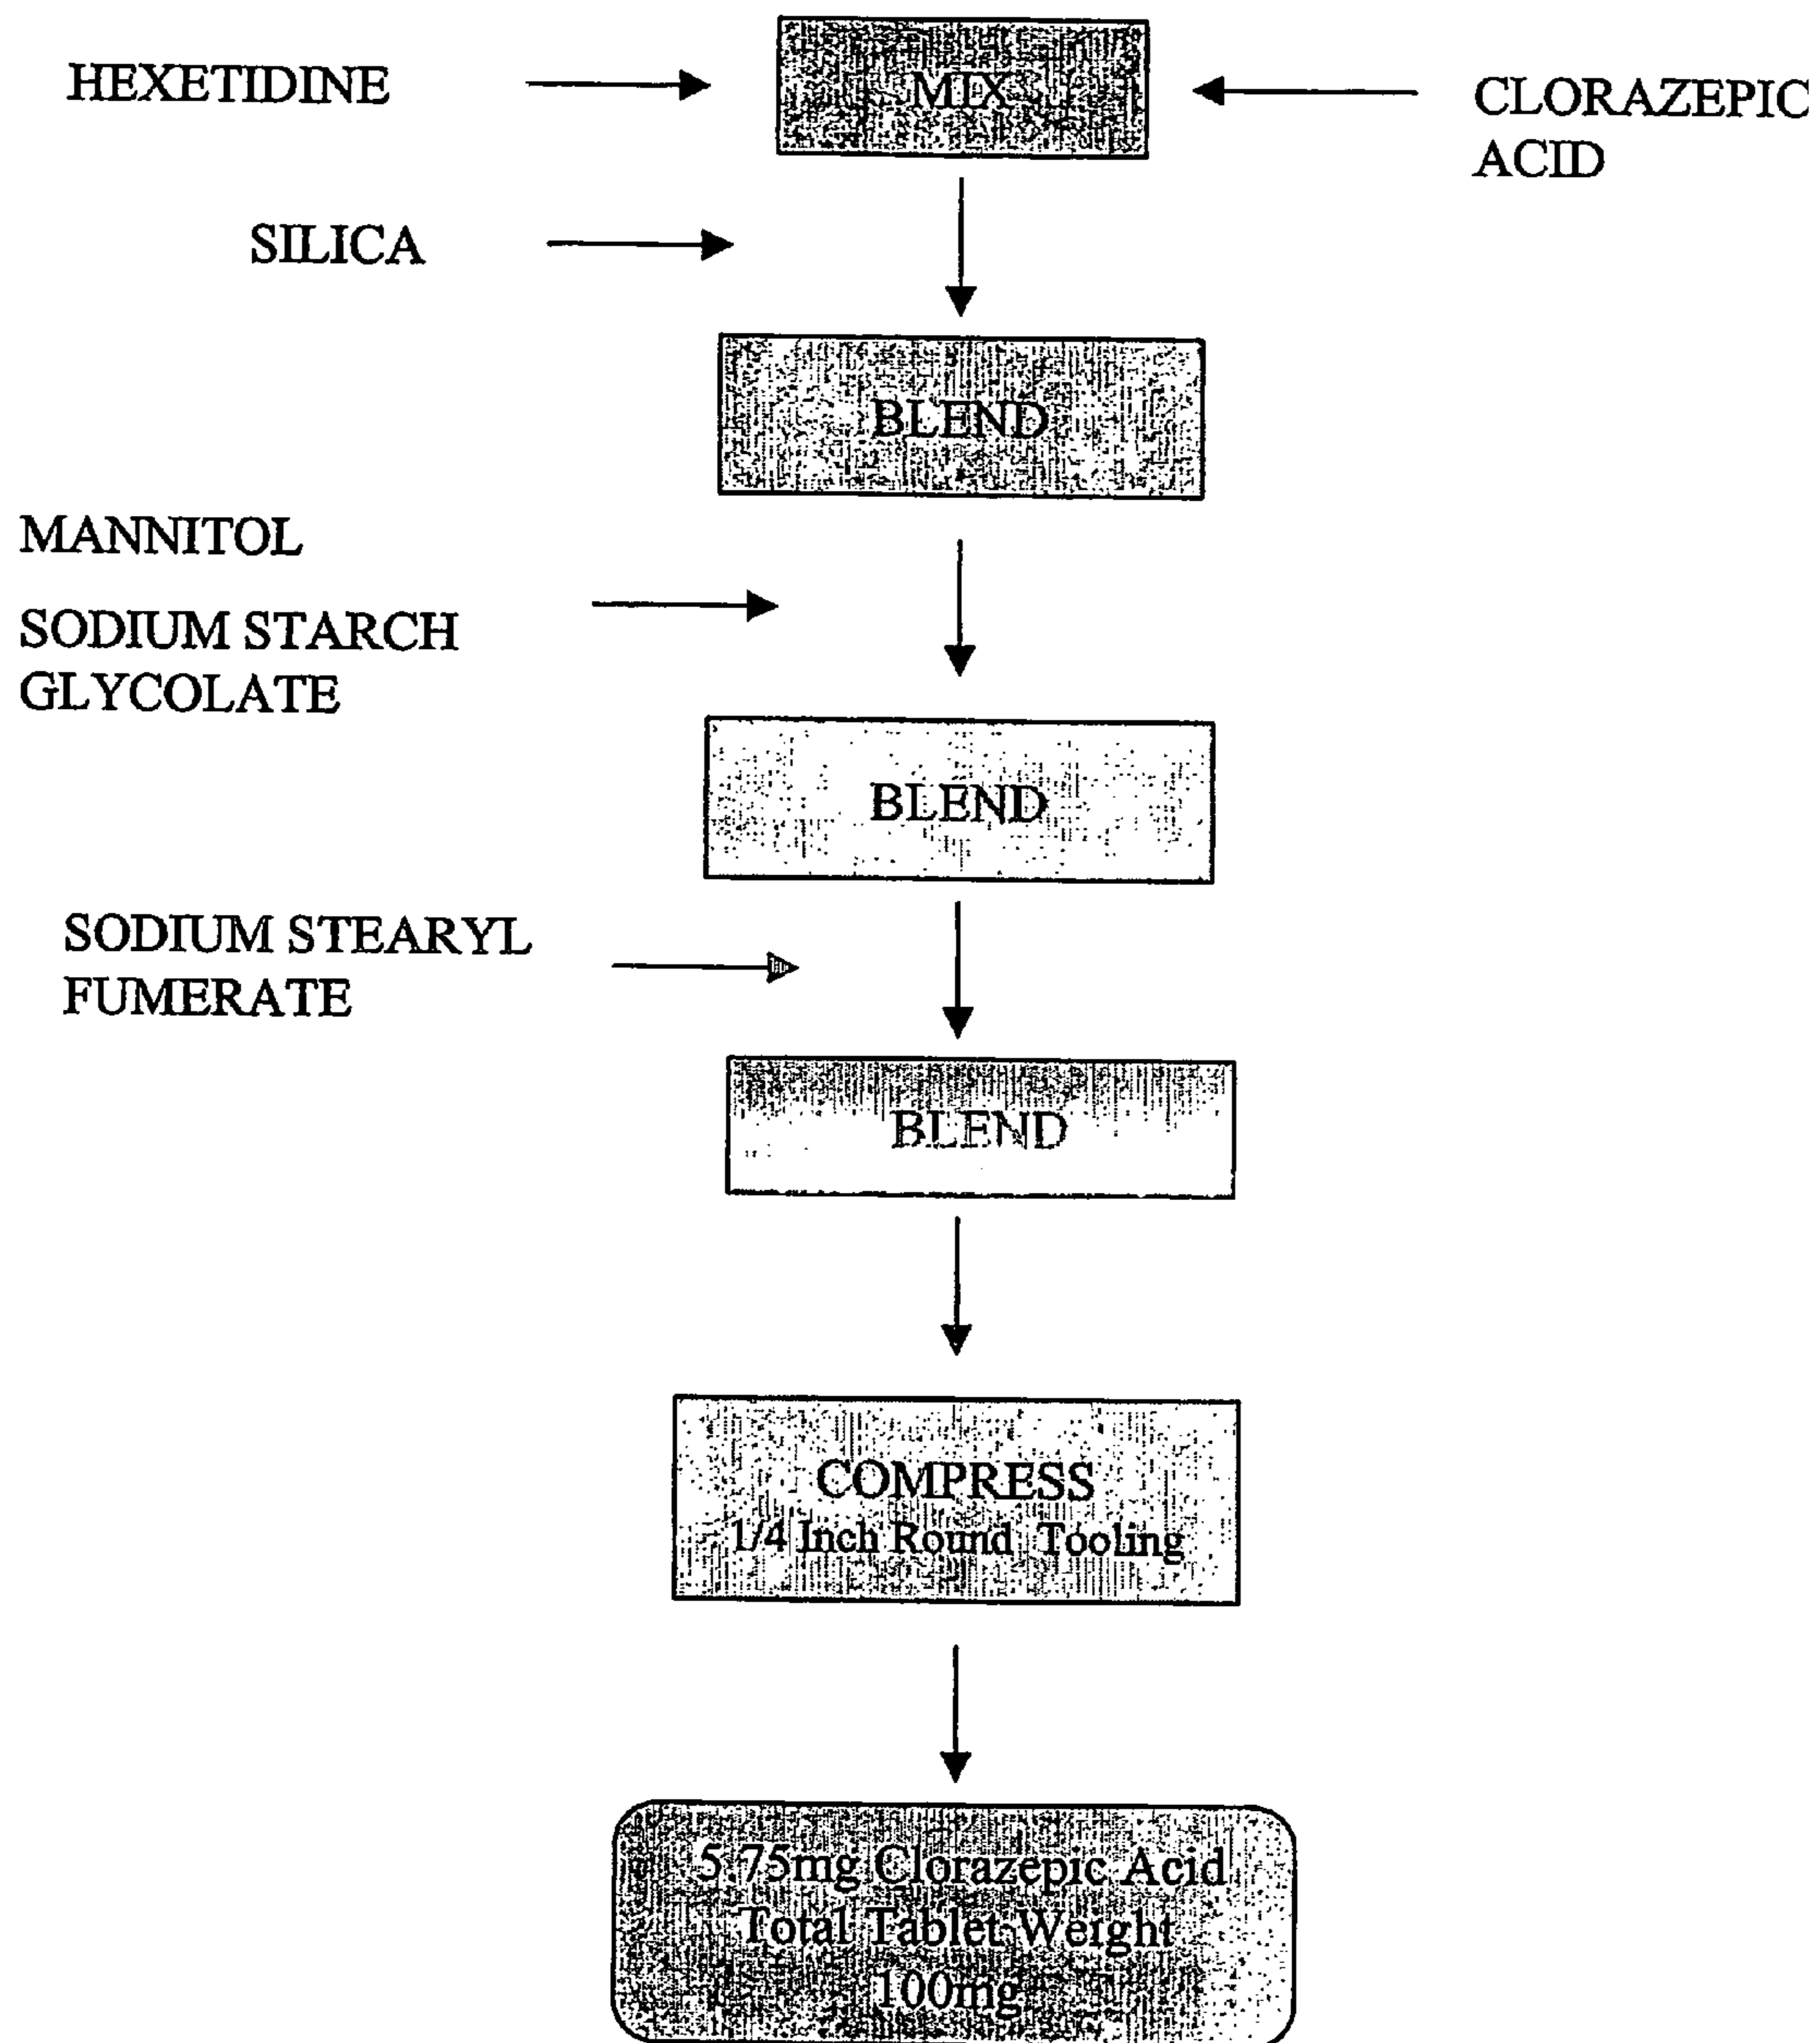 HEXETIDINE
MIX
CLORAZEPIC
ACID
SILICA
BLEND
MANNITOL
SODIUM STARCH
GLYCOLATE
BLEND
SODIUM STEARYL
FUMERATE
BLEND
COMPRESS
1/4 Inch Round Tooling
5.75mg Clorazepic Acid
Total Tablet Weight
100mg